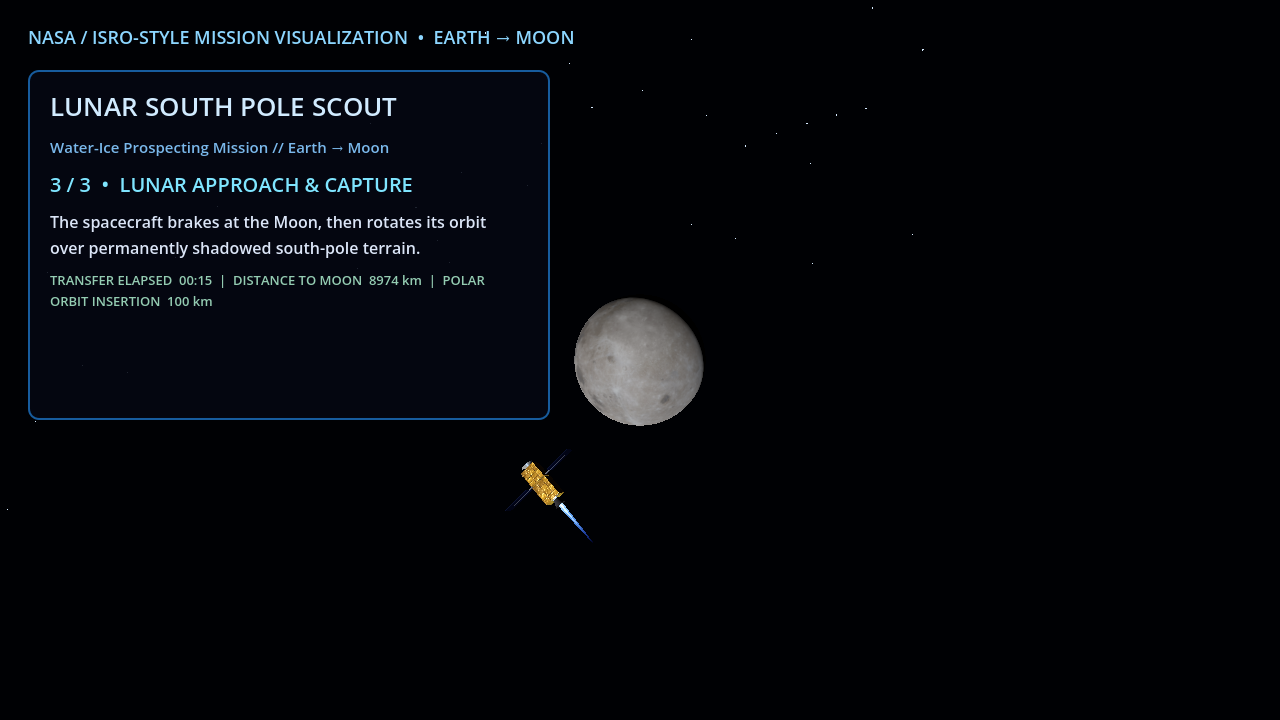 NASA / ISRO-STYLE MISSION VISUALIZATION • EARTH → MOON
LUNAR SOUTH POLE SCOUT
Water-Ice Prospecting Mission // Earth → Moon
3 / 3 • LUNAR APPROACH & CAPTURE
The spacecraft brakes at the Moon, then rotates its orbit
over permanently shadowed south-pole terrain.
TRANSFER ELAPSED 00:15 | DISTANCE TO MOON 8974 km | POLAR
ORBIT INSERTION 100 km